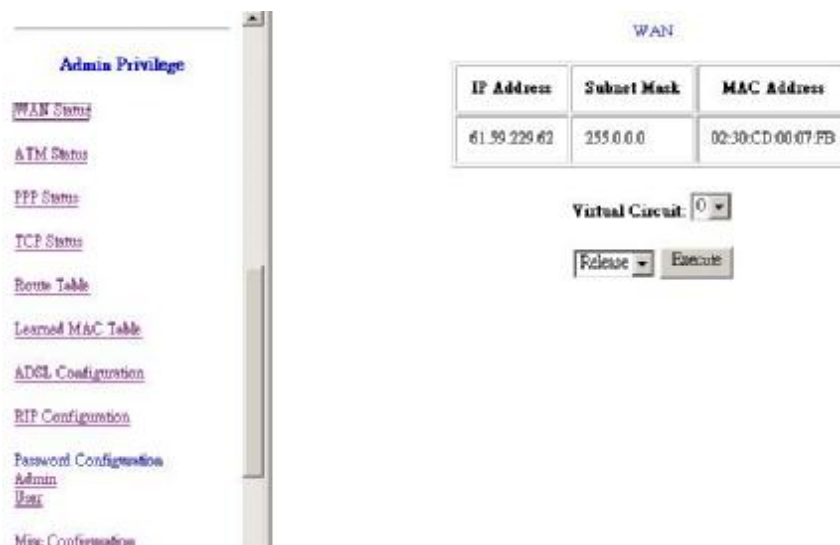 Admin Privilege
WAN Status
ATM Status
PPP Status
TCP Status
Route Table
Learned MAC Table
ADSL Configuration
RIP Configuration
Password Configuration
Admin
User
Misc Configuration
WAN
IP Address Subnet Mask MAC Address
61.59.229.62 255.0.0.0 02:30:CD:00:07:FB
Virtual Circuit: 0
Release Execute